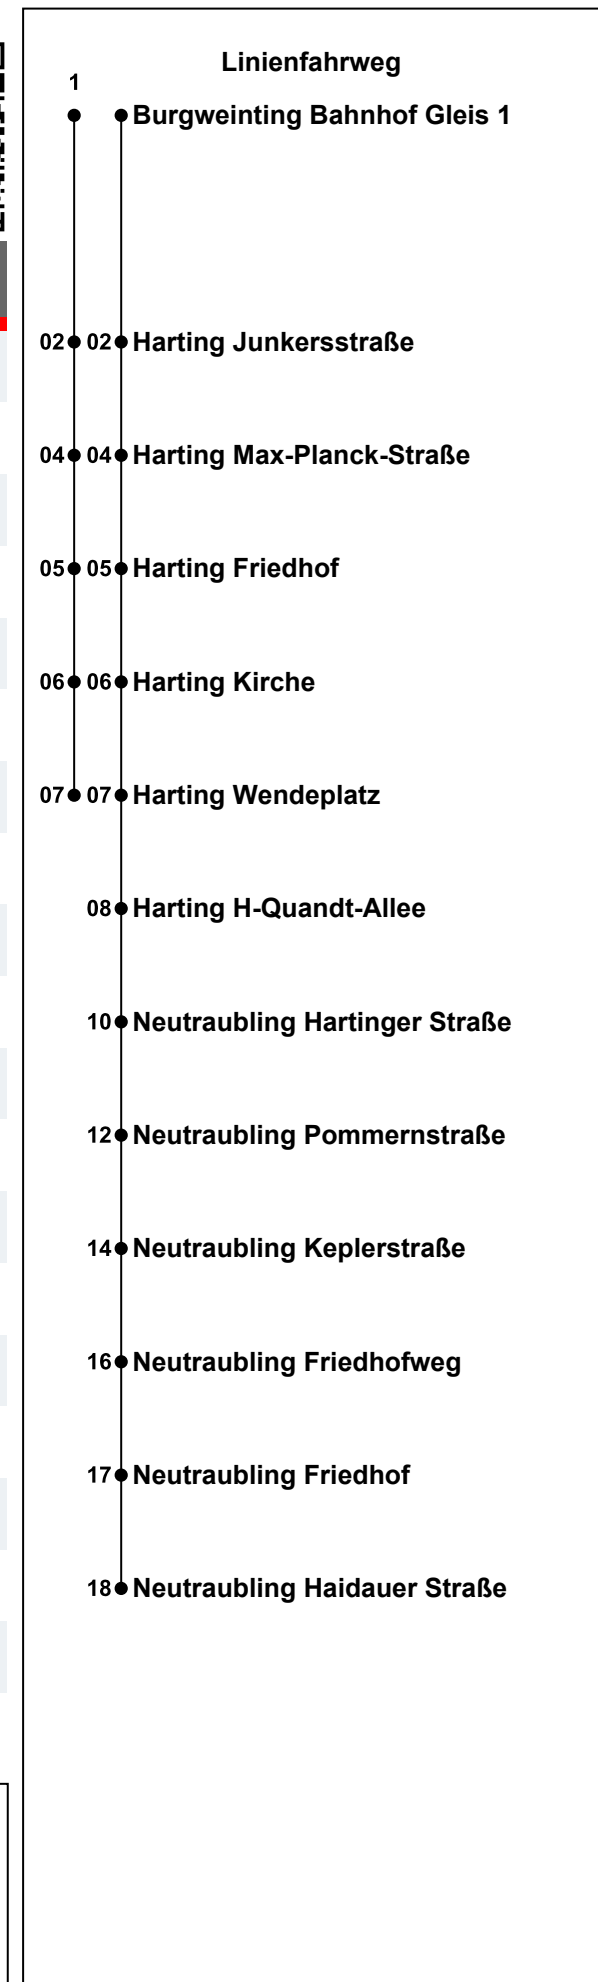 Linienfahrweg
1
Burgweinting Bahnhof Gleis 1
02 02 Harting Junkersstraße
04 04 Harting Max-Planck-Straße
05 05 Harting Friedhof
06 06 Harting Kirche
07 07 Harting Wendeplatz
08 Harting H-Quandt-Allee
10 Neutraubling Hartinger Straße
12 Neutraubling Pommernstraße
14 Neutraubling Keplerstraße
16 Neutraubling Friedhofweg
17 Neutraubling Friedhof
18 Neutraubling Haidauer Straße